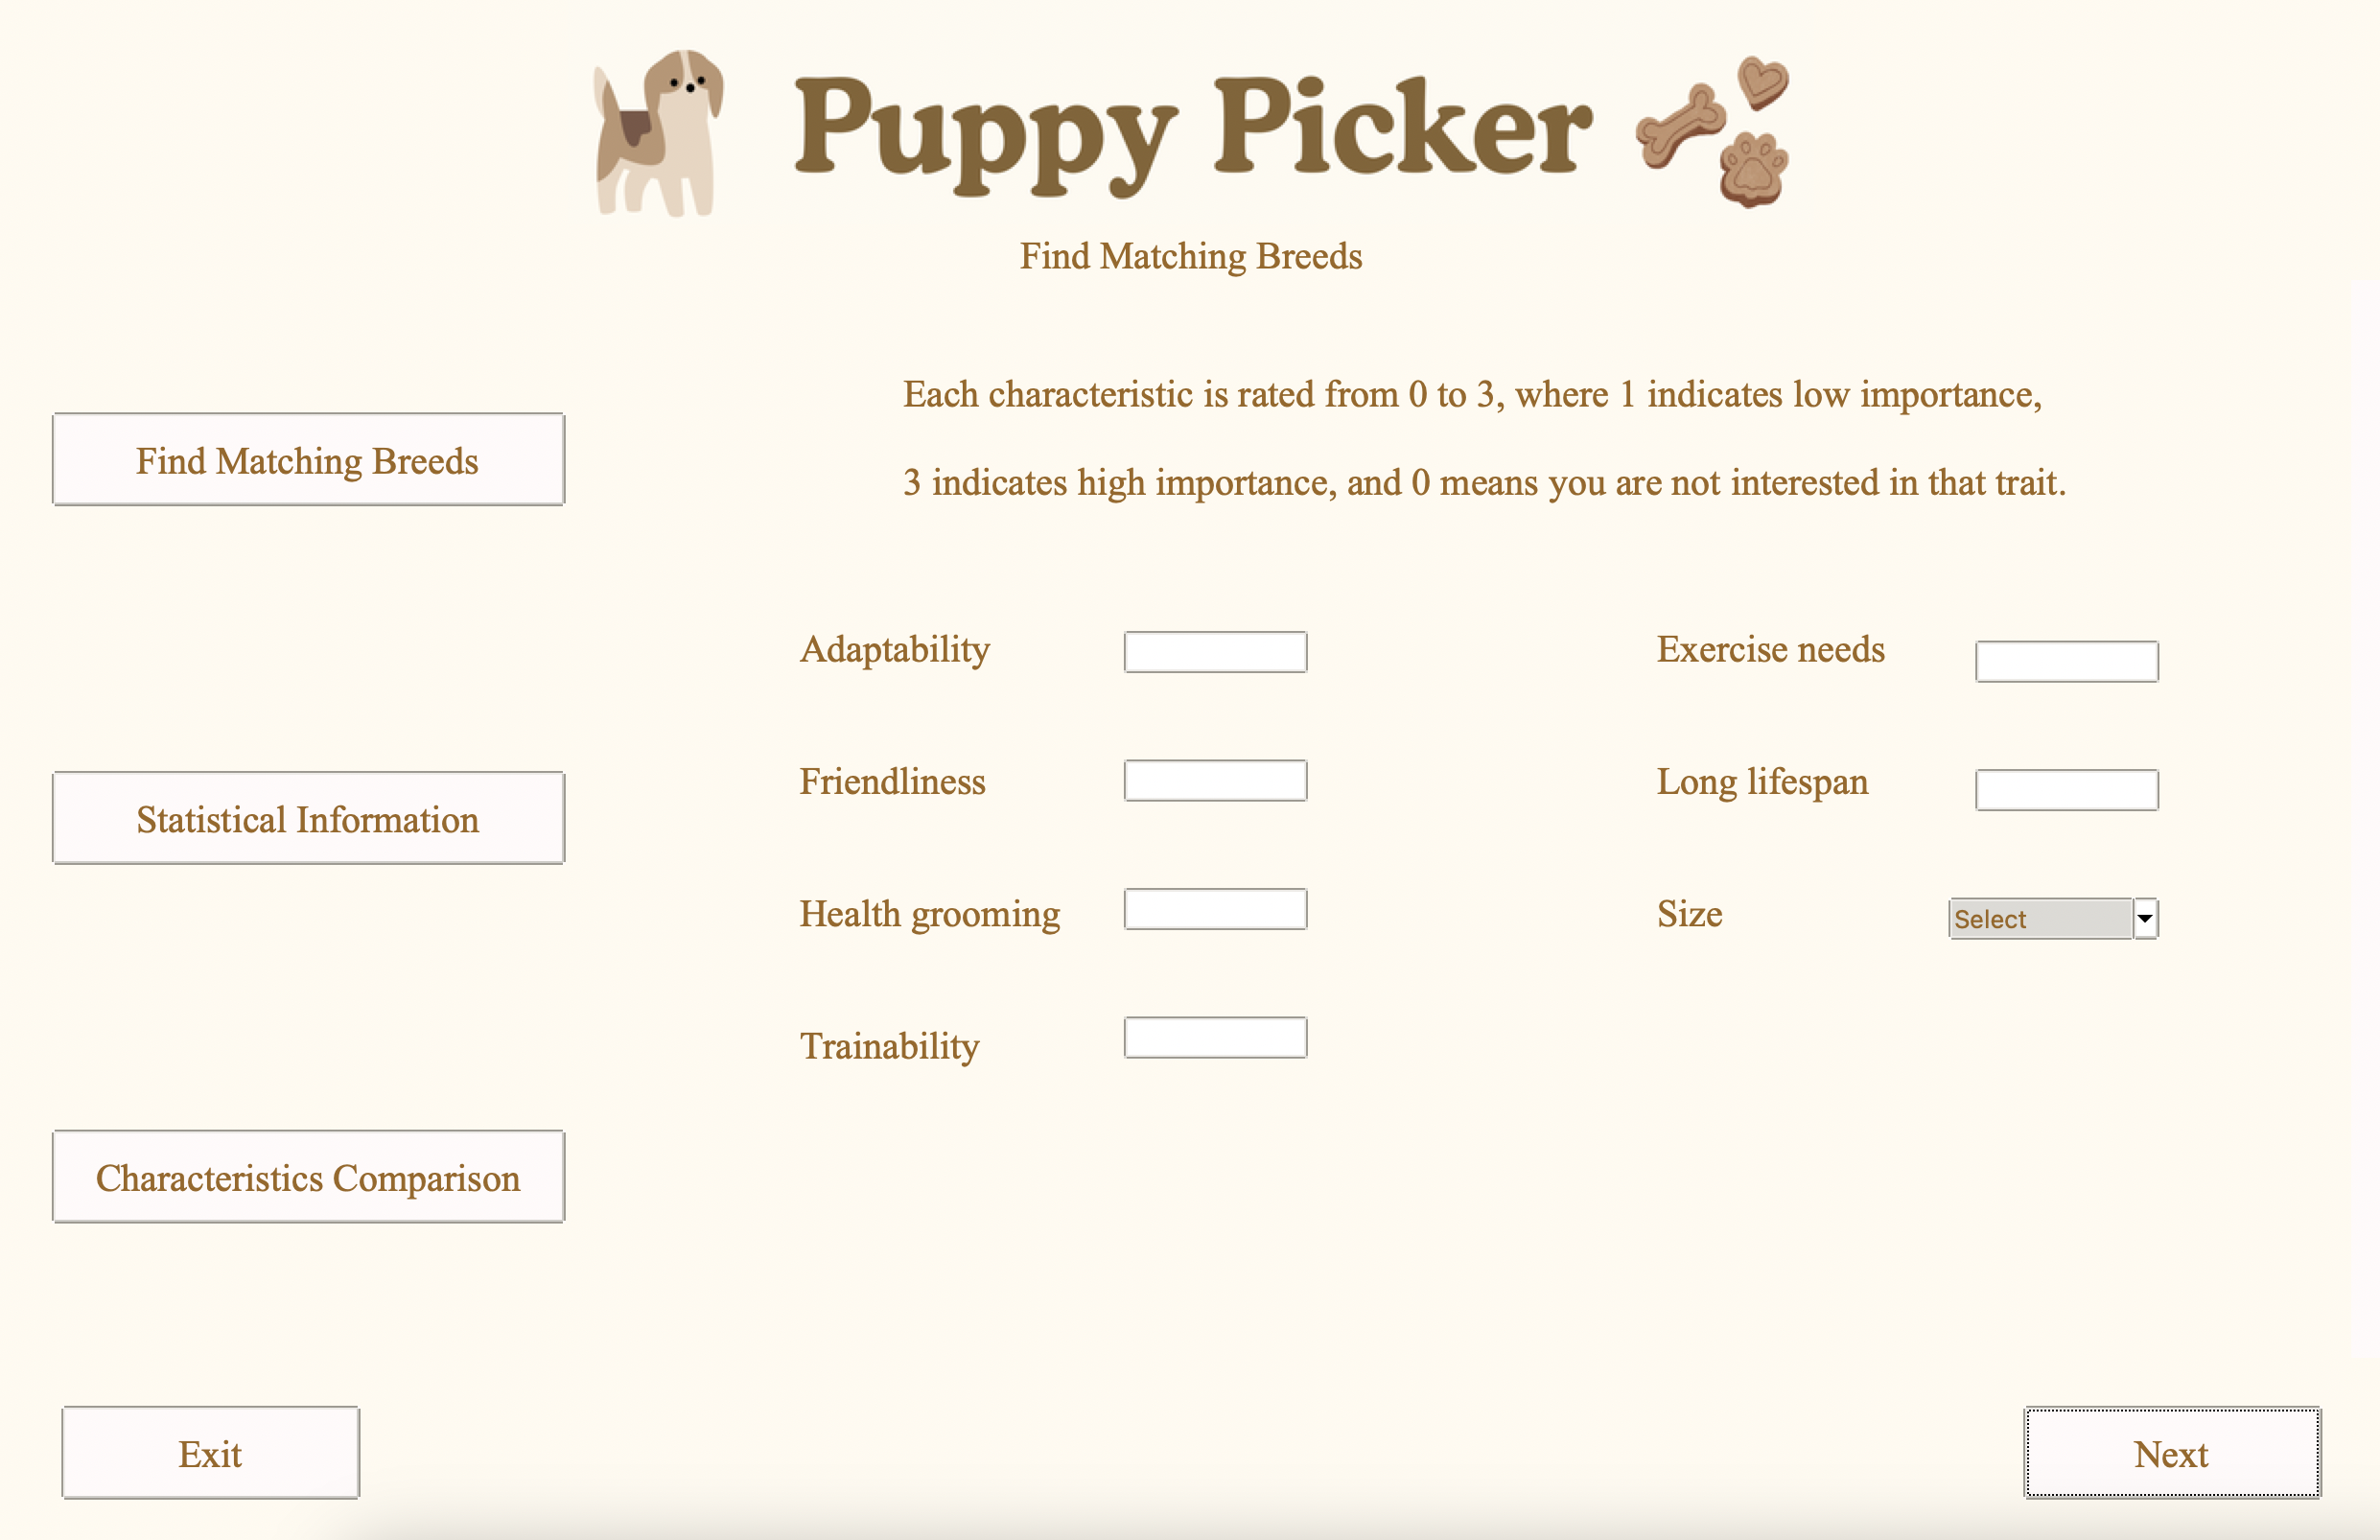 Puppy Picker
Find Matching Breeds
Each characteristic is rated from 0 to 3, where 1 indicates low importance,
3 indicates high importance, and 0 means you are not interested in that trait.
Find Matching Breeds
Statistical Information
Characteristics Comparison
Adaptability
Friendliness
Health grooming
Trainability
Exercise needs
Long lifespan
Size
Select
Exit
Next